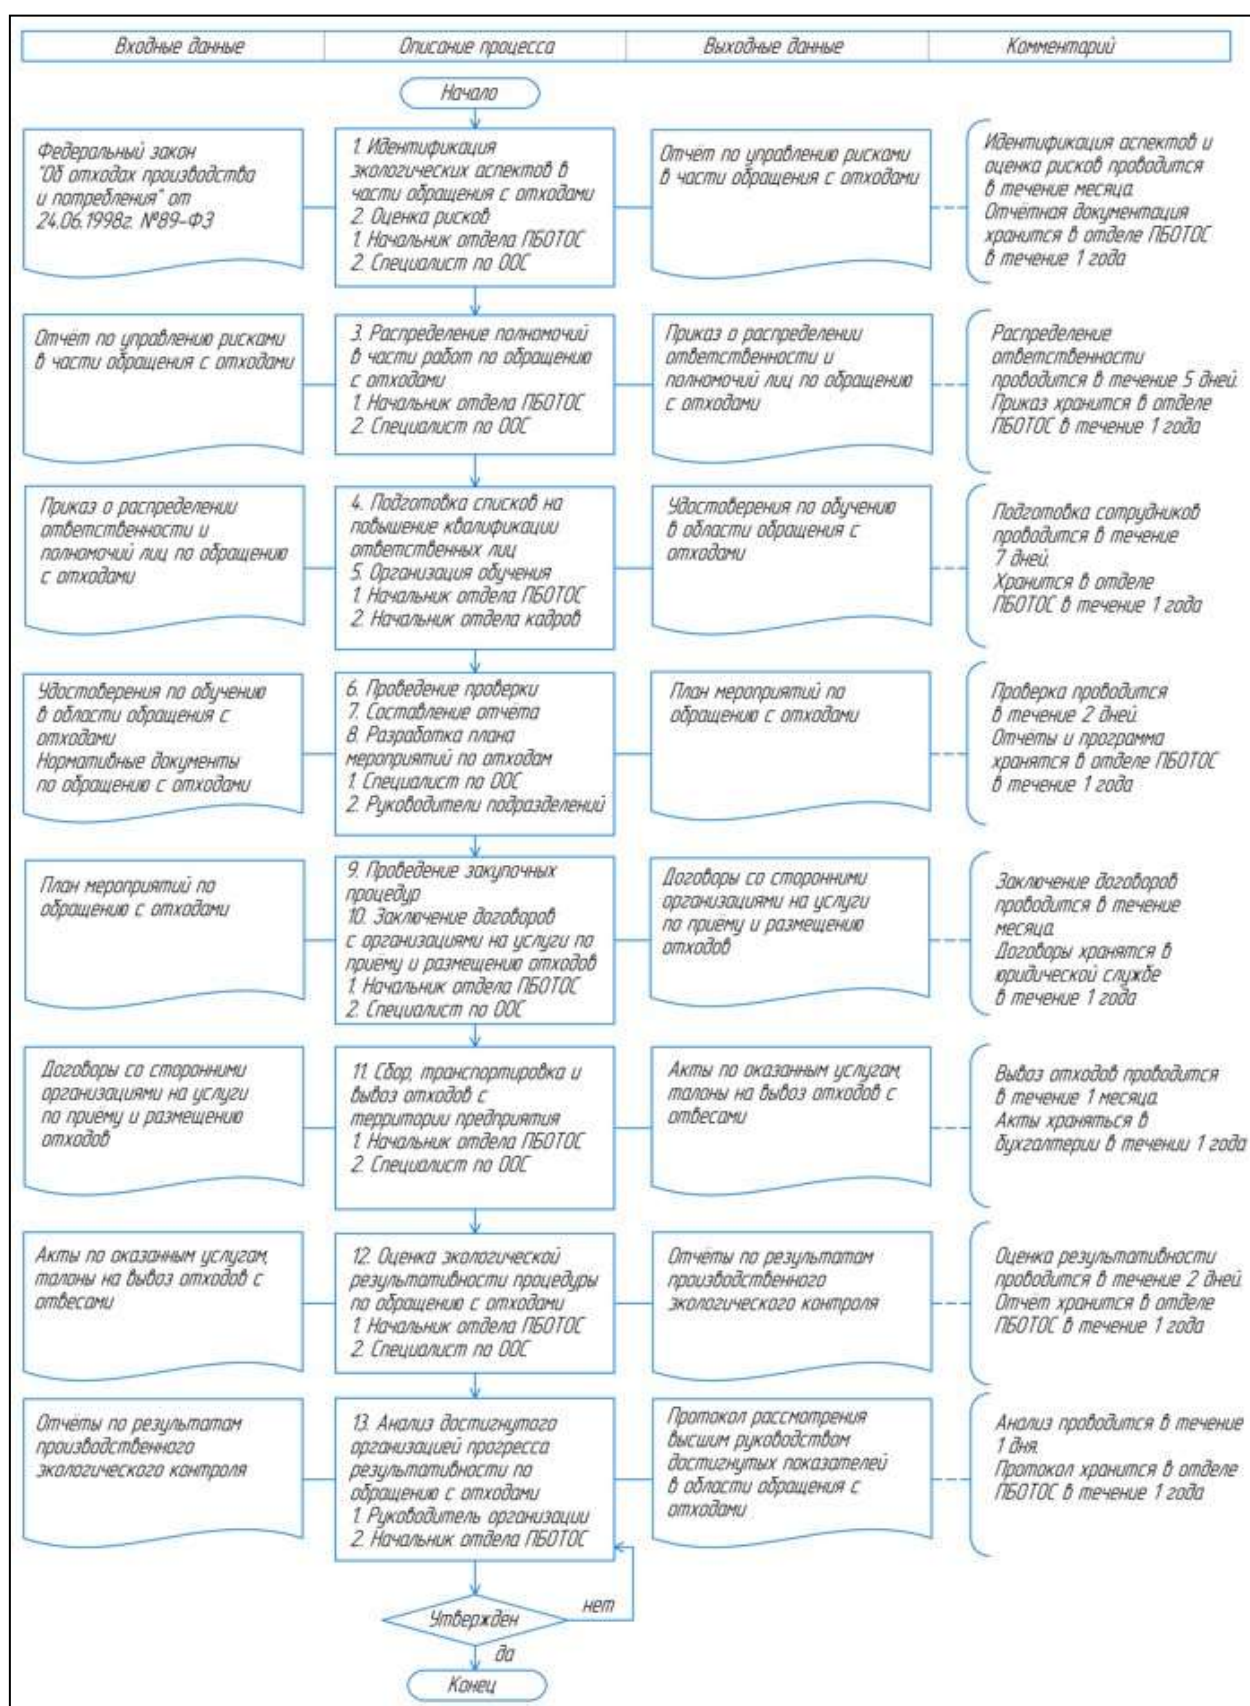 Входные данные
Описание процесса
Выходные данные
Комментарий
Начало
Федеральный закон
"Об отходах производства
и потребления" от
24.06.1998г. №89-ФЗ
1. Идентификация
экологических аспектов в
части обращения с отходами
2. Оценка рисков
1. Начальник отдела ПБОТОС
2. Специалист по ООС
Отчёт по управлению рисками
в части обращения с отходами
Идентификация аспектов и
оценка рисков проводится
в течение месяца.
Отчётная документация
хранится в отделе ПБОТОС
в течение 1 года
Отчёт по управлению рисками
в части обращения с отходами
3. Распределение полномочий
в части работ по обращению
с отходами
1. Начальник отдела ПБОТОС
2. Специалист по ООС
Приказ о распределении
ответственности и
полномочий лиц по обращению
с отходами
Распределение
ответственности
проводится в течение 5 дней.
Приказ хранится в отделе
ПБОТОС в течение 1 года
Приказ о распределении
ответственности и
полномочий лиц по обращению
с отходами
4. Подготовка списков на
повышение квалификации
ответственных лиц
5. Организация обучения
1. Начальник отдела ПБОТОС
2. Начальник отдела кадров
Удостоверения по обучению
в области обращения с
отходами
Подготовка сотрудников
проводится в течение
7 дней.
Хранится в отделе
ПБОТОС в течение 1 года
Удостоверения по обучению
в области обращения с
отходами
Нормативные документы
по обращению с отходами
6. Проведение проверки
7. Составление отчёта
8. Разработка плана
мероприятий по отходам
1. Специалист по ООС
2. Руководители подразделений
План мероприятий по
обращению с отходами
Проверка проводится
в течение 2 дней.
Отчёты и программа
хранятся в отделе ПБОТОС
в течение 1 года
План мероприятий по
обращению с отходами
9. Проведение закупочных
процедур
10. Заключение договоров
с организациями на услуги по
приёму и размещению отходов
1. Начальник отдела ПБОТОС
2. Специалист по ООС
Договоры со сторонними
организациями на услуги
по приёму и размещению
отходов
Заключение договоров
проводится в течение
месяца.
Договоры хранятся в
юридической службе
в течение 1 года
Договоры со сторонними
организациями на услуги
по приёму и размещению
отходов
11. Сбор, транспортировка и
вывоз отходов с
территории предприятия
1. Начальник отдела ПБОТОС
2. Специалист по ООС
Акты по оказанным услугам,
талоны на вывоз отходов с
отвесами
Вывоз отходов проводится
в течение 1 месяца.
Акты храняться в
бухгалтерии в течении 1 года
Акты по оказанным услугам,
талоны на вывоз отходов с
отвесами
12. Оценка экологической
результативности процедуры
по обращению с отходами
1. Начальник отдела ПБОТОС
2. Специалист по ООС
Отчёты по результатам
производственного
экологического контроля
Оценка результативности
проводится в течение 2 дней.
Отчёт хранится в отделе
ПБОТОС в течение 1 года
Отчёты по результатам
производственного
экологического контроля
13. Анализ достигнутого
организацией прогресса
результативности по
обращению с отходами
1. Руководитель организации
2. Начальник отдела ПБОТОС
Протокол рассмотрения
высшим руководством
достигнутых показателей
в области обращения с
отходами
Анализ проводится в течение
1 дня.
Протокол хранится в отделе
ПБОТОС в течение 1 года
Утверждён
нет
да
Конец